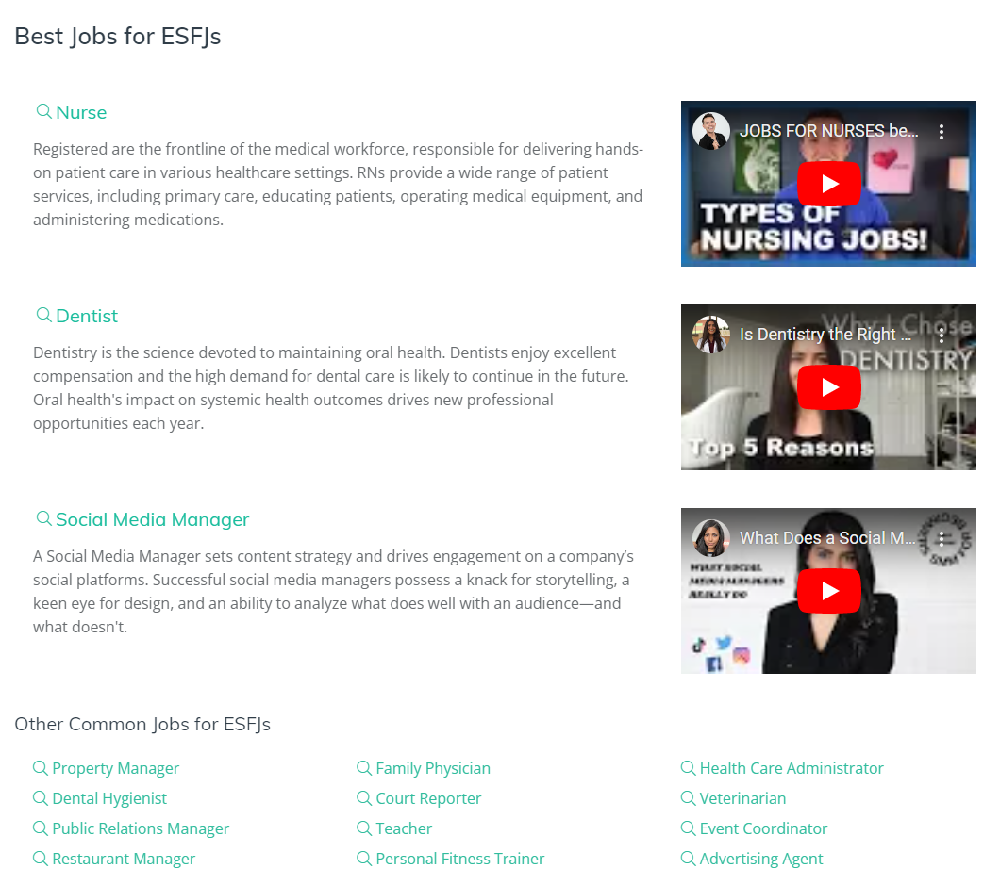 Best Jobs for ESFJs
Nurse
Registered are the frontline of the medical workforce, responsible for delivering hands-
on patient care in various healthcare settings. RNs provide a wide range of patient
services, including primary care, educating patients, operating medical equipment, and
administering medications.
JOBS FOR NURSES be...
TYPES OF
NURSING JOBS!
Dentist
Dentistry is the science devoted to maintaining oral health. Dentists enjoy excellent
compensation and the high demand for dental care is likely to continue in the future.
Oral health's impact on systemic health outcomes drives new professional
opportunities each year.
Is Dentistry the Right ...
Why I Chose
DENTISTRY
Top 5 Reasons
Social Media Manager
A Social Media Manager sets content strategy and drives engagement on a company’s
social platforms. Successful social media managers possess a knack for storytelling, a
keen eye for design, and an ability to analyze what does well with an audience—and
what doesn't.
What Does a Social M...
WHAT SOCIAL
MEDIA MANAGERS
REALLY DO
Other Common Jobs for ESFJs
Property Manager
Family Physician
Health Care Administrator
Dental Hygienist
Court Reporter
Veterinarian
Public Relations Manager
Teacher
Event Coordinator
Restaurant Manager
Personal Fitness Trainer
Advertising Agent